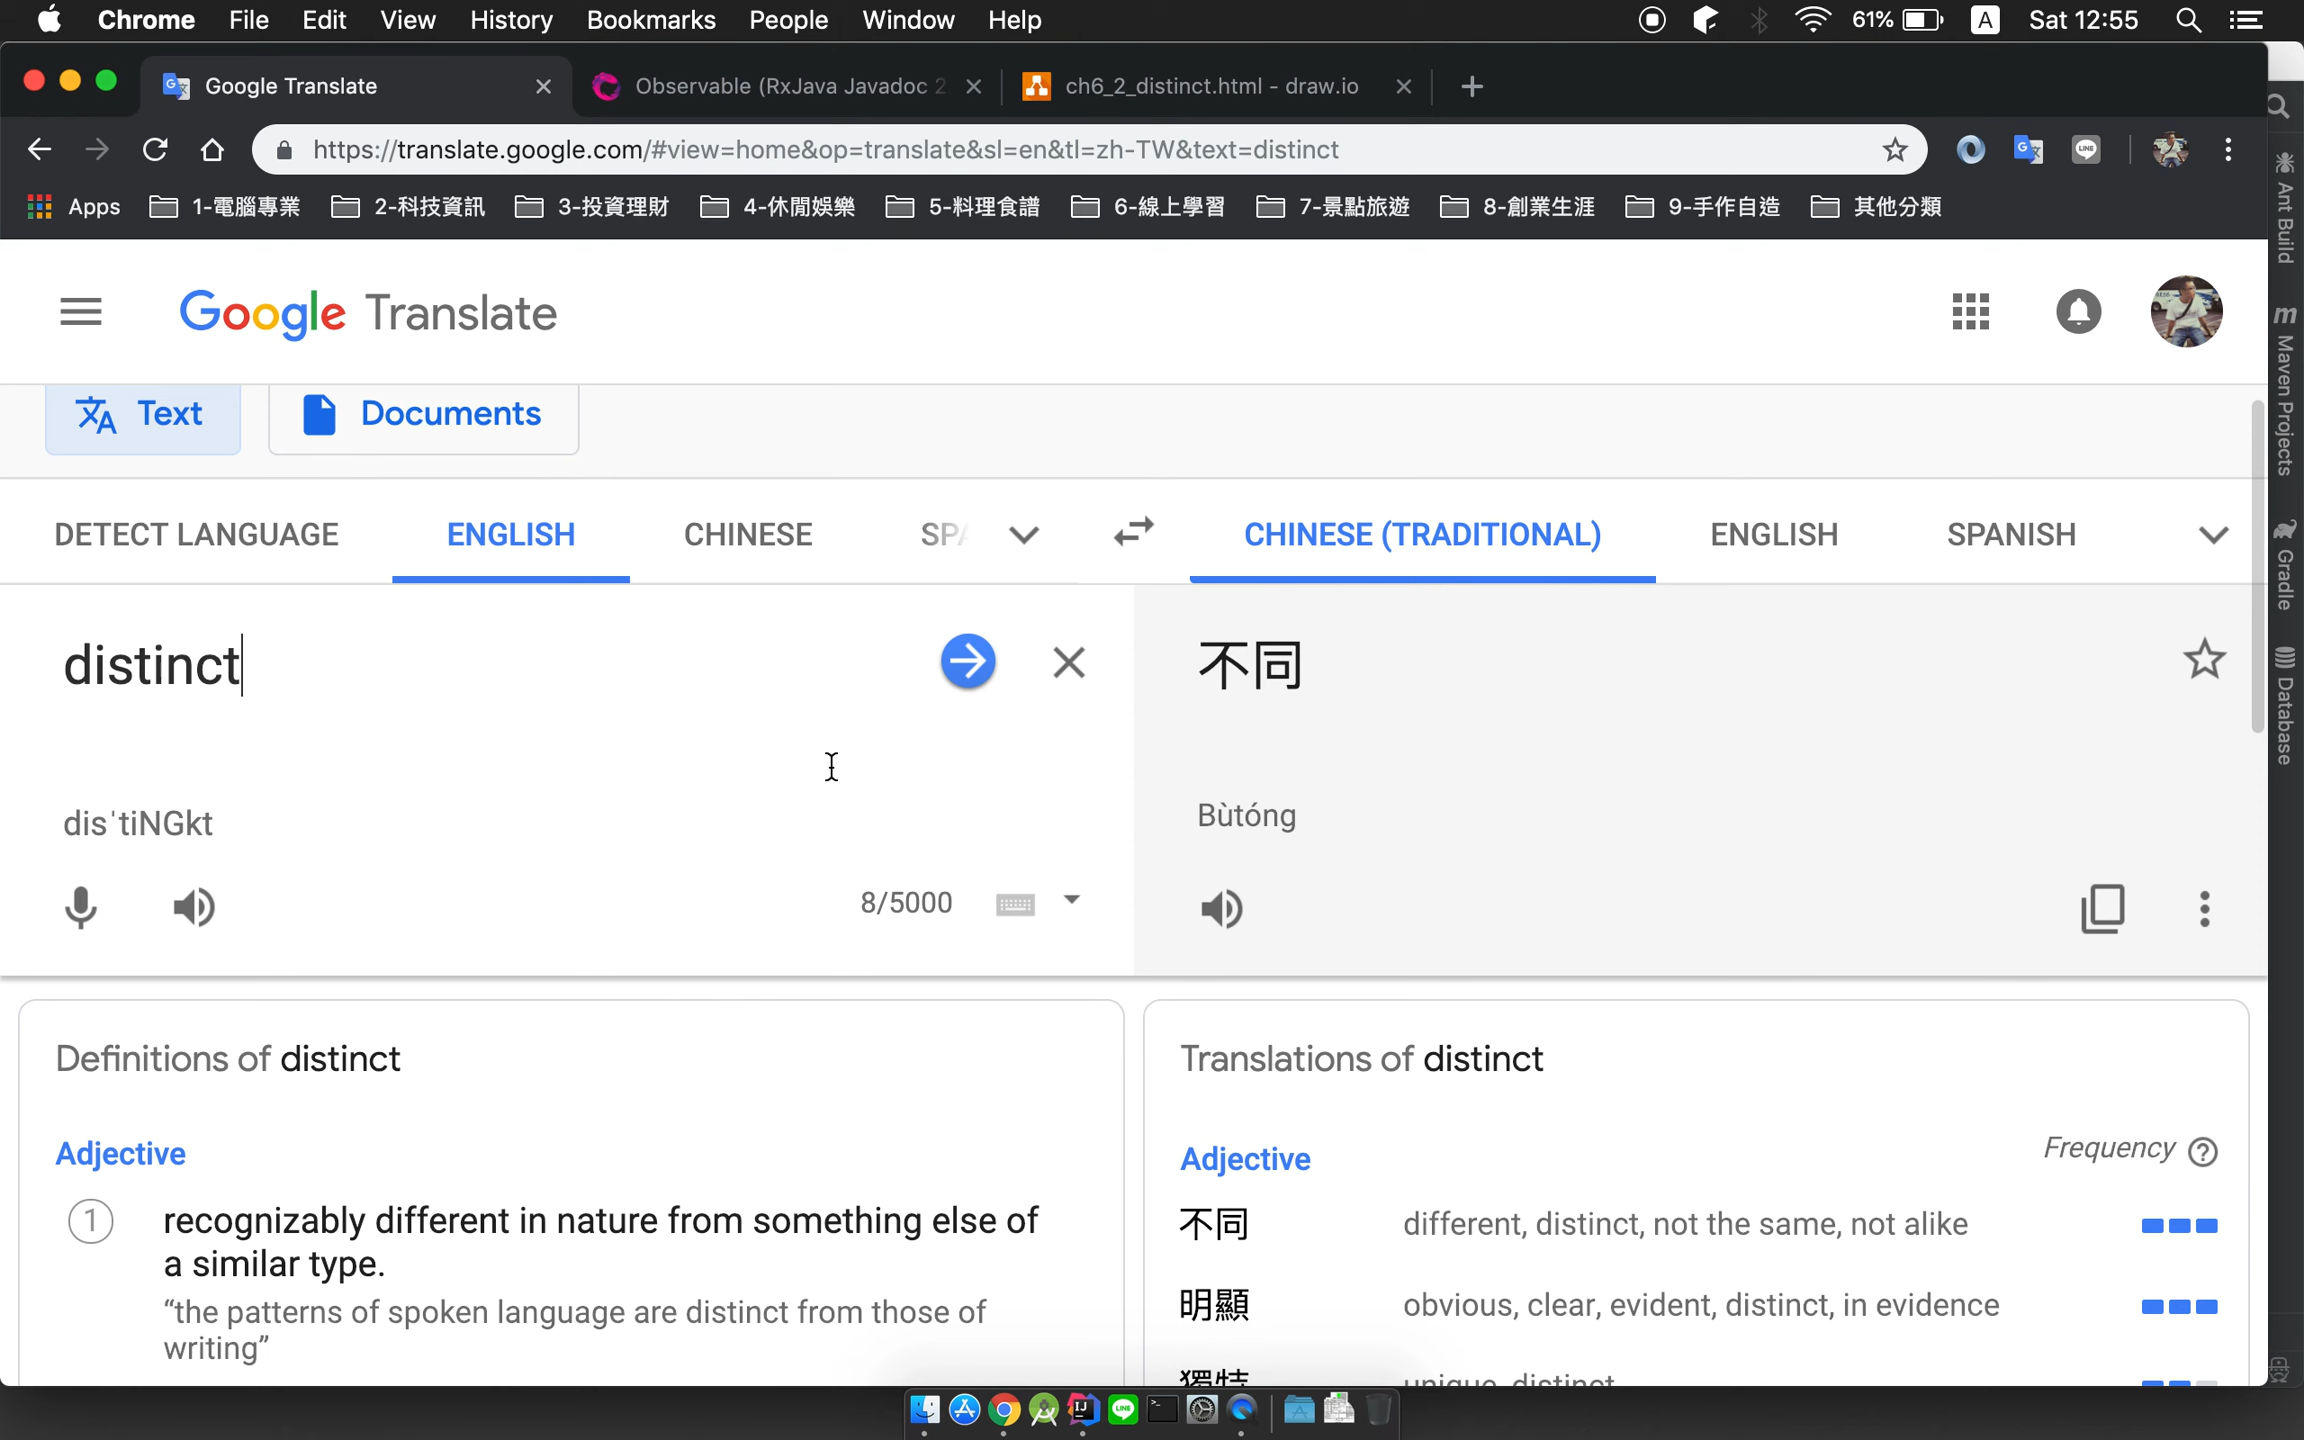 Chrome File Edit View History Bookmarks People Window Help 61% A Sat 12:55
Google Translate Observable (RxJava Javadoc 2 ch6_2_distinct.html - draw.io
https://translate.google.com/#view=home&op=translate&sl=en&tl=zh-TW&text=distinct
Apps 1-電腦專業 2-科技資訊 3-投資理財 4-休閒娛樂 5-料理食譜 6-線上學習 7-景點旅遊 8-創業生涯 9-手作自造 其他分類
Google Translate
Text Documents
DETECT LANGUAGE ENGLISH CHINESE SPA CHINESE (TRADITIONAL) ENGLISH SPANISH
distinct 不同
disˈtiNGkt Bùtóng
8/5000
Definitions of distinct
Adjective
1 recognizably different in nature from something else of
a similar type.
“the patterns of spoken language are distinct from those of
writing”
Translations of distinct
Adjective Frequency
不同 different, distinct, not the same, not alike
明顯 obvious, clear, evident, distinct, in evidence
獨特 unique, distinct
Ant Build
m Maven Projects
Gradle
Database